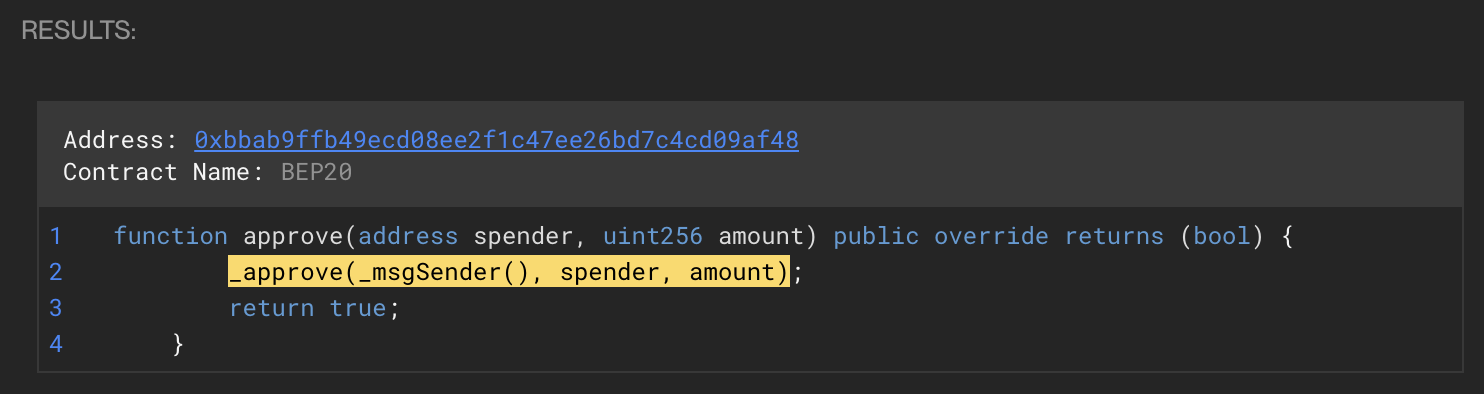 RESULTS:
Address: 0xbbab9ffb49ecd08ee2f1c47ee26bd7c4cd09af48
Contract Name: BEP20
1 function approve(address spender, uint256 amount) public override returns (bool) {
2 _approve(_msgSender(), spender, amount);
3 return true;
4 }